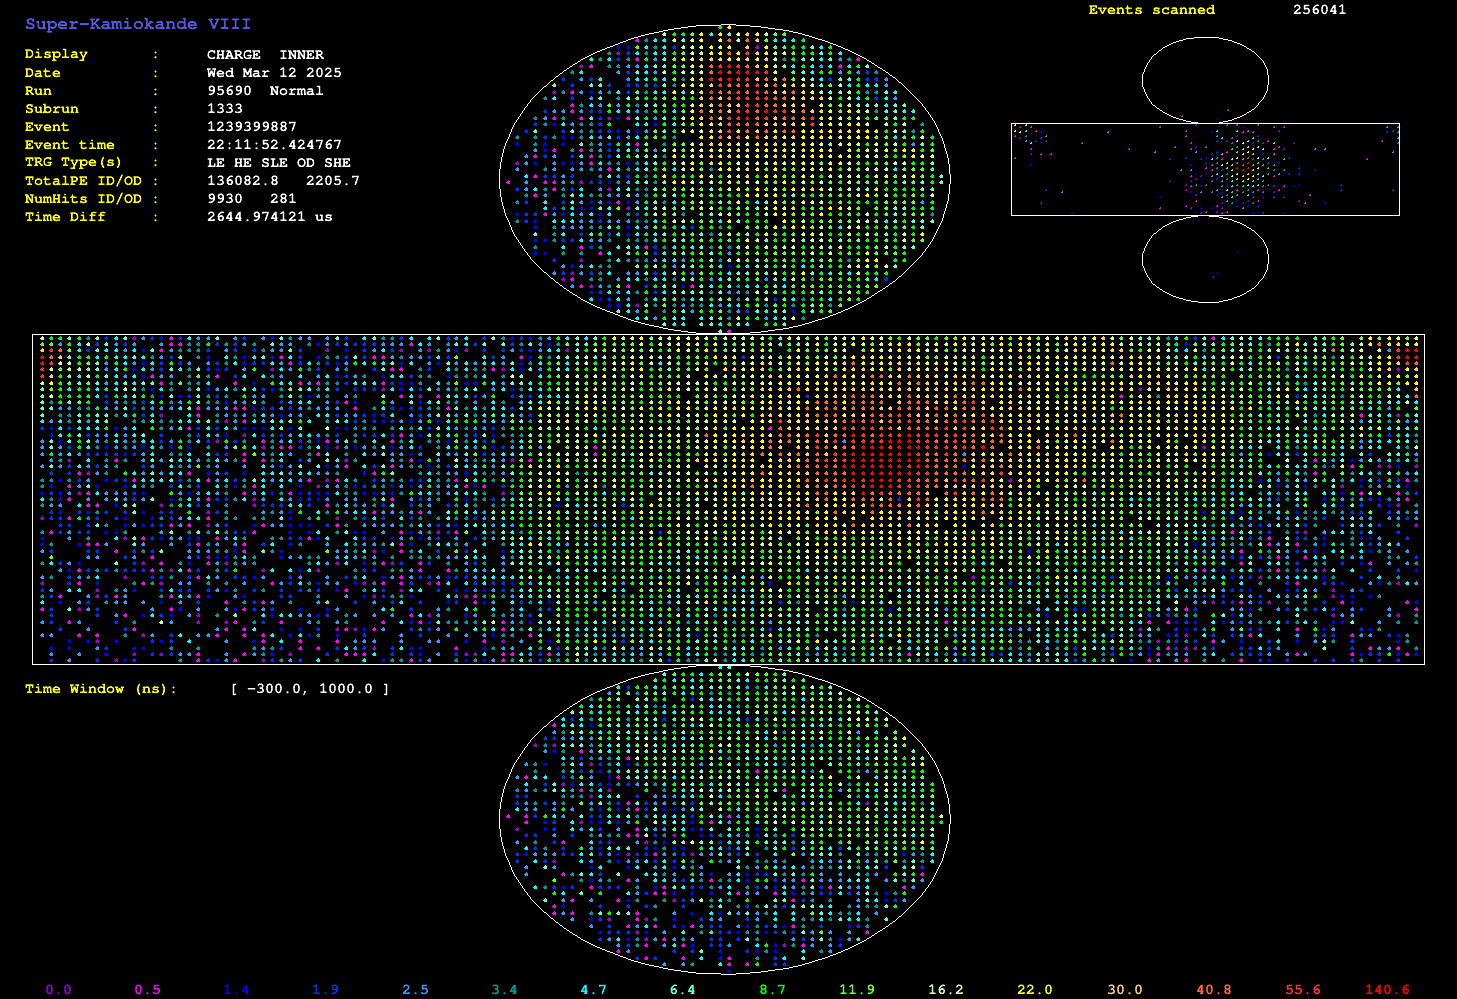 Super-Kamiokande VIII
Display : CHARGE INNER
Date : Wed Mar 12 2025
Run : 95690 Normal
Subrun : 1333
Event : 1239399887
Event time : 22:11:52.424767
TRG Type(s) : LE HE SLE OD SHE
TotalPE ID/OD : 136082.8 2205.7
NumHits ID/OD : 9930 281
Time Diff : 2644.974121 us
Events scanned 256041
Time Window (ns): [ -300.0, 1000.0 ]
0.0 0.5 1.4 1.9 2.5 3.4 4.7 6.4 8.7 11.9 16.2 22.0 30.0 40.8 55.6 140.6